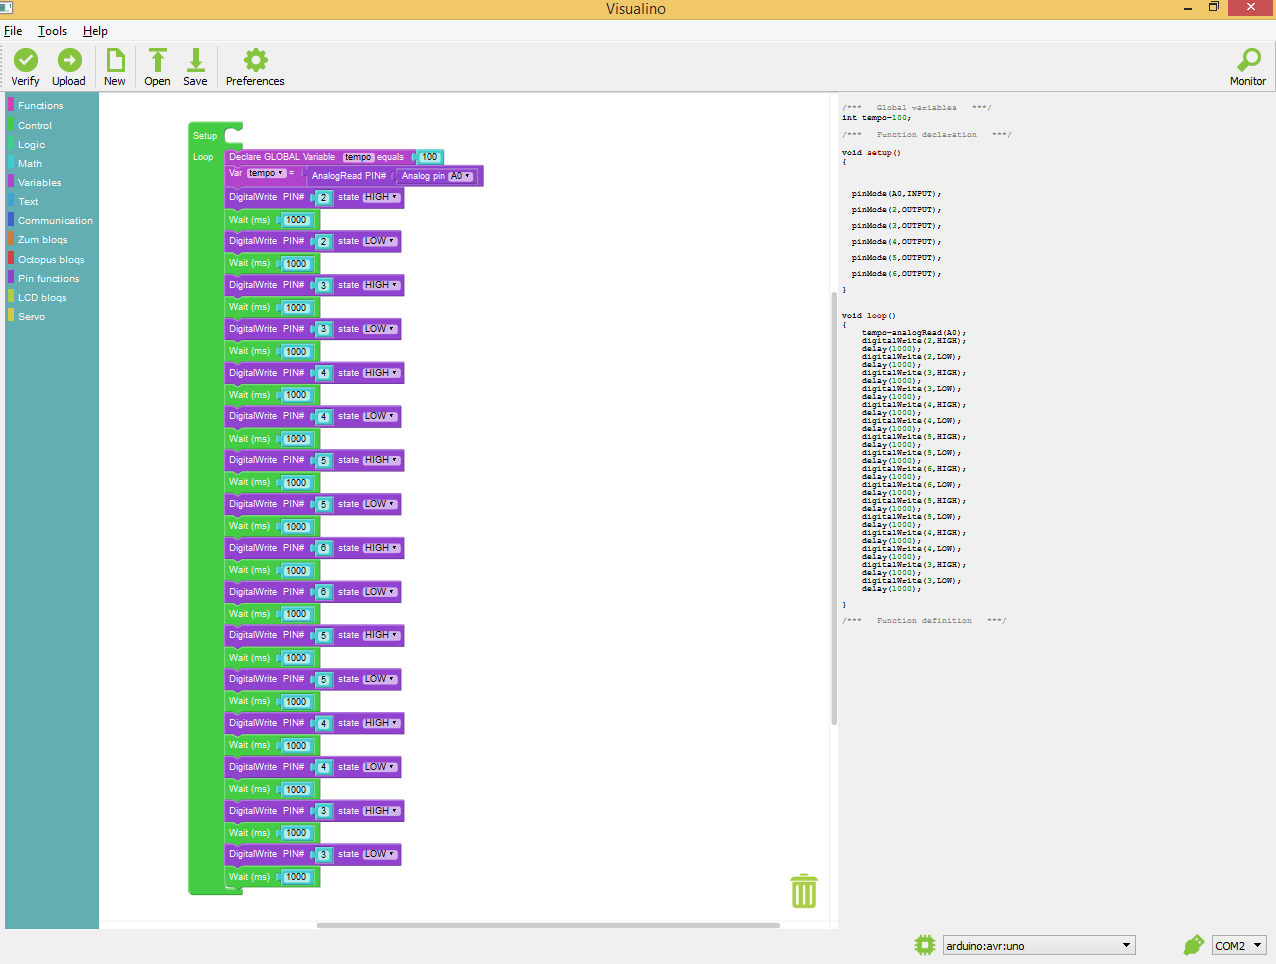 Visualino
File Tools Help
Verify Upload New Open Save Preferences Monitor
Functions
Control
Logic
Math
Variables
Text
Communication
Zum bloqs
Octopus bloqs
Pin functions
LCD bloqs
Servo
Setup
Loop
Declare GLOBAL Variable tempo equals 100
Var tempo = AnalogRead PIN# Analog pin A0
DigitalWrite PIN# 2 state HIGH
Wait (ms) 1000
DigitalWrite PIN# 2 state LOW
Wait (ms) 1000
DigitalWrite PIN# 3 state HIGH
Wait (ms) 1000
DigitalWrite PIN# 3 state LOW
Wait (ms) 1000
DigitalWrite PIN# 4 state HIGH
Wait (ms) 1000
DigitalWrite PIN# 4 state LOW
Wait (ms) 1000
DigitalWrite PIN# 5 state HIGH
Wait (ms) 1000
DigitalWrite PIN# 5 state LOW
Wait (ms) 1000
DigitalWrite PIN# 6 state HIGH
Wait (ms) 1000
DigitalWrite PIN# 6 state LOW
Wait (ms) 1000
DigitalWrite PIN# 5 state HIGH
Wait (ms) 1000
DigitalWrite PIN# 5 state LOW
Wait (ms) 1000
DigitalWrite PIN# 4 state HIGH
Wait (ms) 1000
DigitalWrite PIN# 4 state LOW
Wait (ms) 1000
DigitalWrite PIN# 3 state HIGH
Wait (ms) 1000
DigitalWrite PIN# 3 state LOW
Wait (ms) 1000
/*** Global variables ***/
int tempo=100;
/*** Function declaration ***/
void setup()
{
pinMode(A0,INPUT);
pinMode(2,OUTPUT);
pinMode(3,OUTPUT);
pinMode(4,OUTPUT);
pinMode(5,OUTPUT);
pinMode(6,OUTPUT);
}
void loop()
{
tempo=analogRead(A0);
digitalWrite(2,HIGH);
delay(1000);
digitalWrite(2,LOW);
delay(1000);
digitalWrite(3,HIGH);
delay(1000);
digitalWrite(3,LOW);
delay(1000);
digitalWrite(4,HIGH);
delay(1000);
digitalWrite(4,LOW);
delay(1000);
digitalWrite(5,HIGH);
delay(1000);
digitalWrite(5,LOW);
delay(1000);
digitalWrite(6,HIGH);
delay(1000);
digitalWrite(6,LOW);
delay(1000);
digitalWrite(5,HIGH);
delay(1000);
digitalWrite(5,LOW);
delay(1000);
digitalWrite(4,HIGH);
delay(1000);
digitalWrite(4,LOW);
delay(1000);
digitalWrite(3,HIGH);
delay(1000);
digitalWrite(3,LOW);
delay(1000);
}
/*** Function definition ***/
arduino:avr:uno COM2